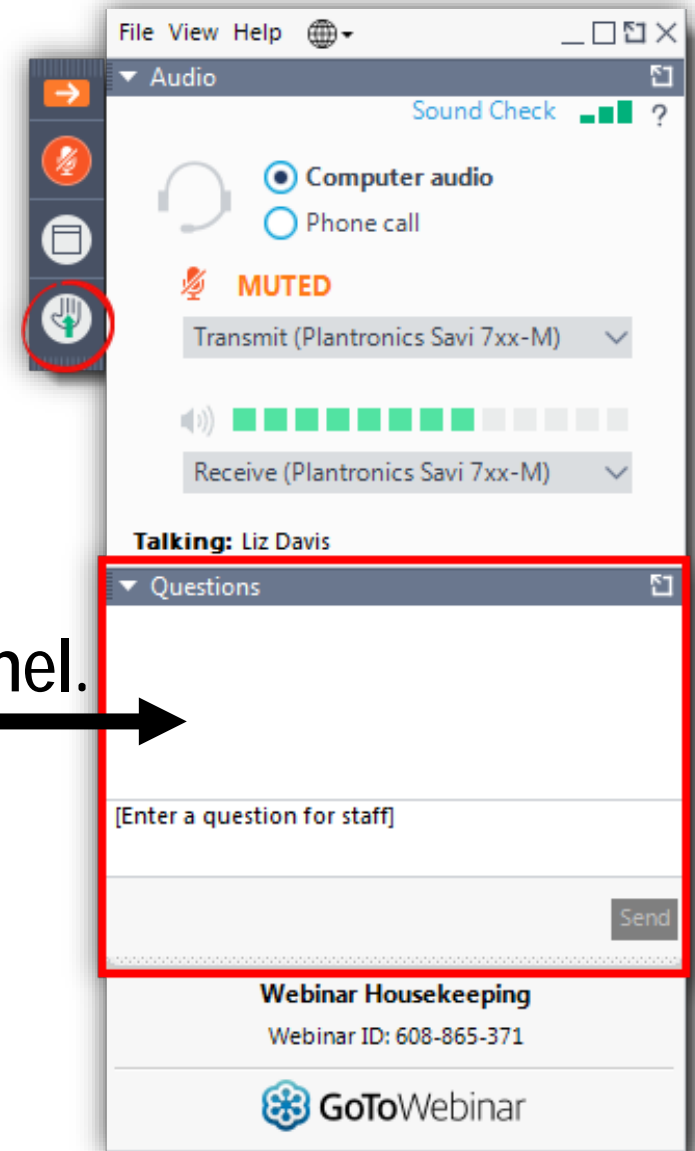 File View Help
Audio
Sound Check ?
Computer audio
Phone call
MUTED
Transmit (Plantronics Savi 7xx-M)
Receive (Plantronics Savi 7xx-M)
Talking: Liz Davis
Questions
nel.
[Enter a question for staff]
Send
Webinar Housekeeping
Webinar ID: 608-865-371
GoToWebinar